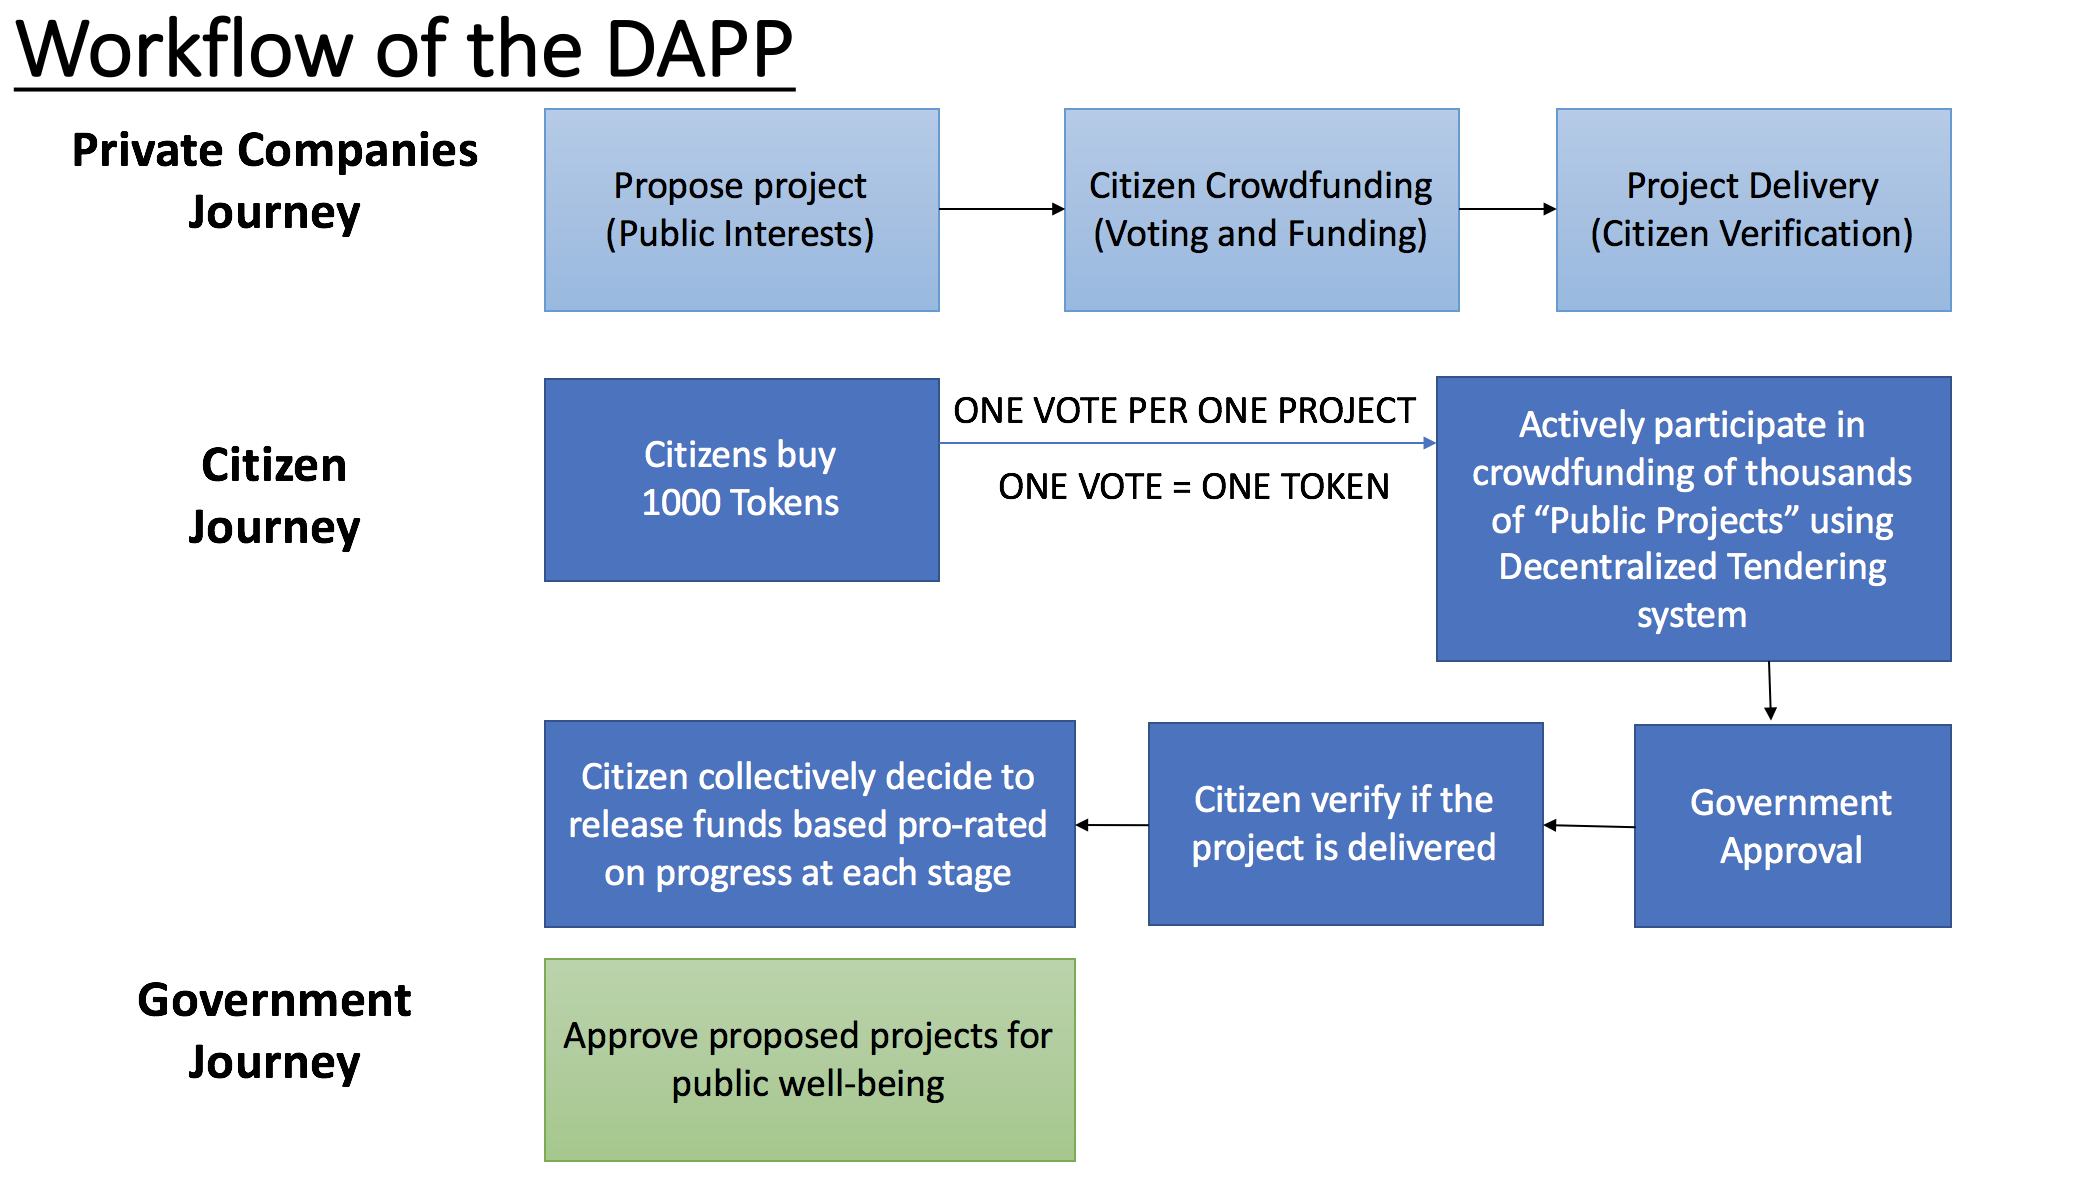 Workflow of the DAPP
Private Companies
Journey
Propose project
(Public Interests)
Citizen Crowdfunding
(Voting and Funding)
Project Delivery
(Citizen Verification)
Citizen
Journey
Citizens buy
1000 Tokens
ONE VOTE PER ONE PROJECT
ONE VOTE = ONE TOKEN
Actively participate in
crowdfunding of thousands
of “Public Projects” using
Decentralized Tendering
system
Government
Approval
Citizen verify if the
project is delivered
Citizen collectively decide to
release funds based pro-rated
on progress at each stage
Government
Journey
Approve proposed projects for
public well-being